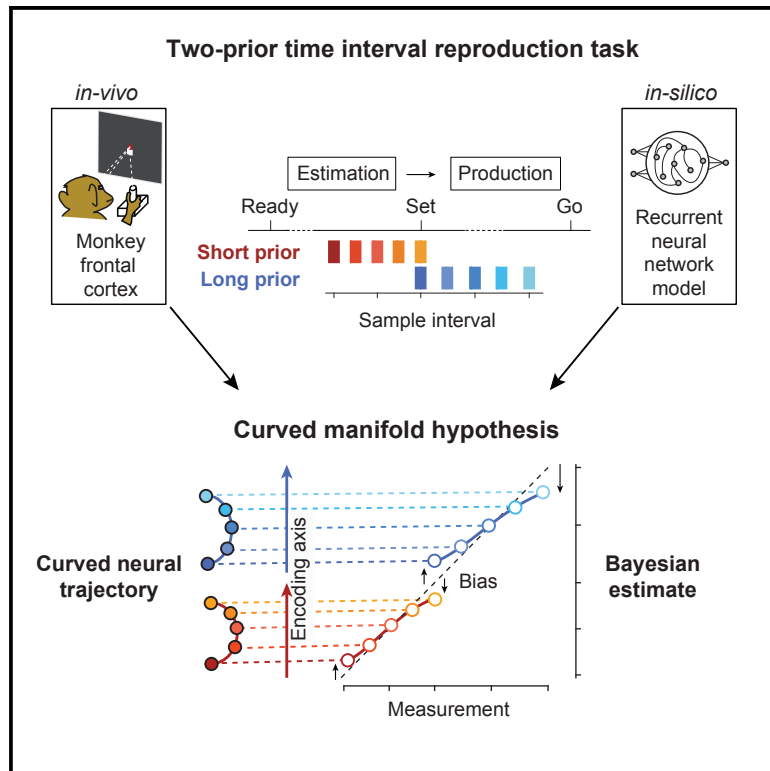 Two-prior time interval reproduction task
in-vivo
in-silico
Estimation
Production
Ready
Set
Go
Short prior
Long prior
Sample interval
Monkey
frontal
cortex
Recurrent
neural
network
model
Curved manifold hypothesis
Curved neural
trajectory
Encoding axis
Bias
Bayesian
estimate
Measurement